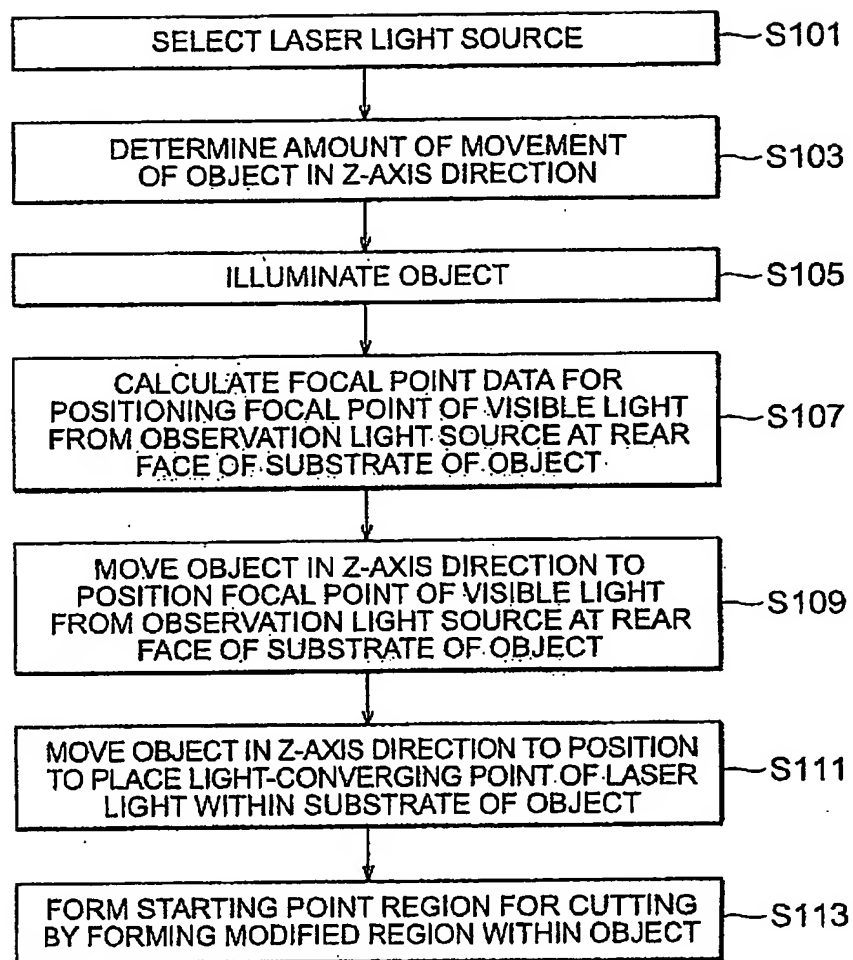 SELECT LASER LIGHT SOURCE
S101
DETERMINE AMOUNT OF MOVEMENT
OF OBJECT IN Z-AXIS DIRECTION
S103
ILLUMINATE OBJECT
S105
CALCULATE FOCAL POINT DATA FOR
POSITIONING FOCAL POINT OF VISIBLE LIGHT
FROM OBSERVATION LIGHT SOURCE AT REAR
FACE OF SUBSTRATE OF OBJECT
S107
MOVE OBJECT IN Z-AXIS DIRECTION TO
POSITION FOCAL POINT OF VISIBLE LIGHT
FROM OBSERVATION LIGHT SOURCE AT REAR
FACE OF SUBSTRATE OF OBJECT
S109
MOVE OBJECT IN Z-AXIS DIRECTION TO POSITION
TO PLACE LIGHT-CONVERGING POINT OF LASER
LIGHT WITHIN SUBSTRATE OF OBJECT
S111
FORM STARTING POINT REGION FOR CUTTING
BY FORMING MODIFIED REGION WITHIN OBJECT
S113